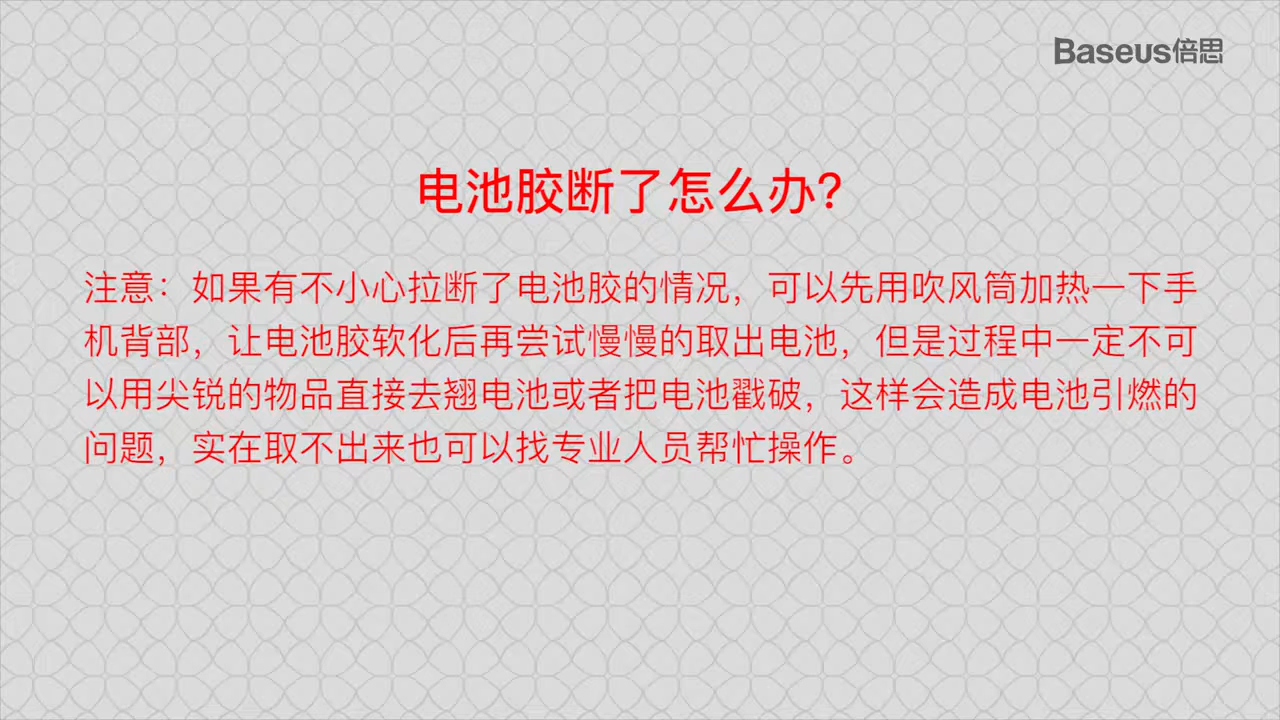 Baseus倍思
电池胶断了怎么办?
注意：如果有不小心拉断了电池胶的情况，可以先用吹风筒加热一下手
机背部，让电池胶软化后再尝试慢慢的取出电池，但是过程中一定不可
以用尖锐的物品直接去翘电池或者把电池戳破，这样会造成电池引燃的
问题，实在取不出来也可以找专业人员帮忙操作。